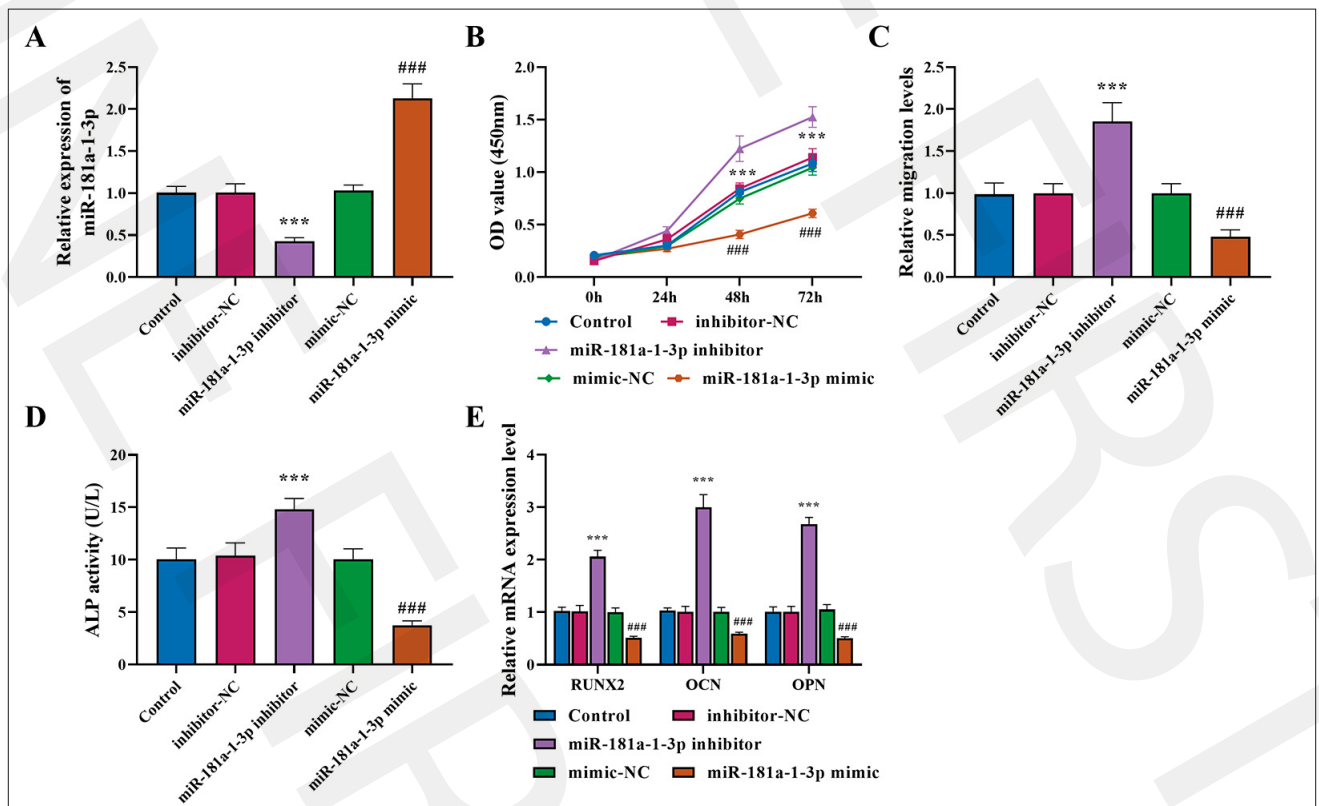 A
Relative expression of
miR-181a-1-3p
2.5
2.0
1.5
1.0
0.5
0.0
***
###
Control
inhibitor-NC
miR-181a-1-3p inhibitor
mimic-NC
miR-181a-1-3p mimic
B
OD value (450nm)
2.0
1.5
1.0
0.5
0.0
***
***
###
###
0h
24h
48h
72h
Control
inhibitor-NC
miR-181a-1-3p inhibitor
mimic-NC
miR-181a-1-3p mimic
C
Relative migration levels
2.5
2.0
1.5
1.0
0.5
0.0
***
###
Control
inhibitor-NC
miR-181a-1-3p inhibitor
mimic-NC
miR-181a-1-3p mimic
D
ALP activity (U/L)
20
15
10
5
0
***
###
Control
inhibitor-NC
miR-181a-1-3p inhibitor
mimic-NC
miR-181a-1-3p mimic
E
Relative mRNA expression level
4
3
2
1
0
***
###
***
###
***
###
RUNX2
OCN
OPN
Control
inhibitor-NC
miR-181a-1-3p inhibitor
mimic-NC
miR-181a-1-3p mimic